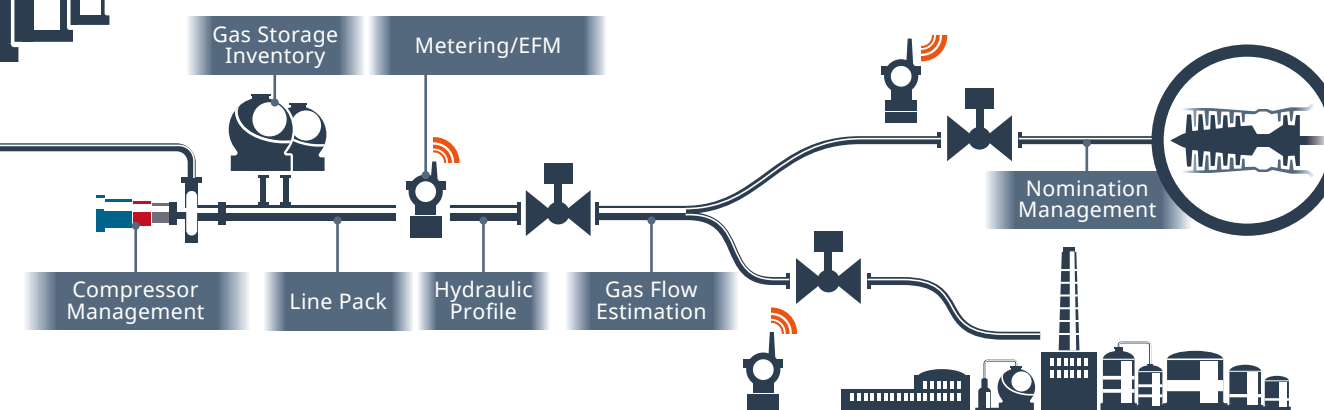 Gas Storage
Inventory
Metering/EFM
Nomination
Management
Compressor
Management
Line Pack
Hydraulic
Profile
Gas Flow
Estimation